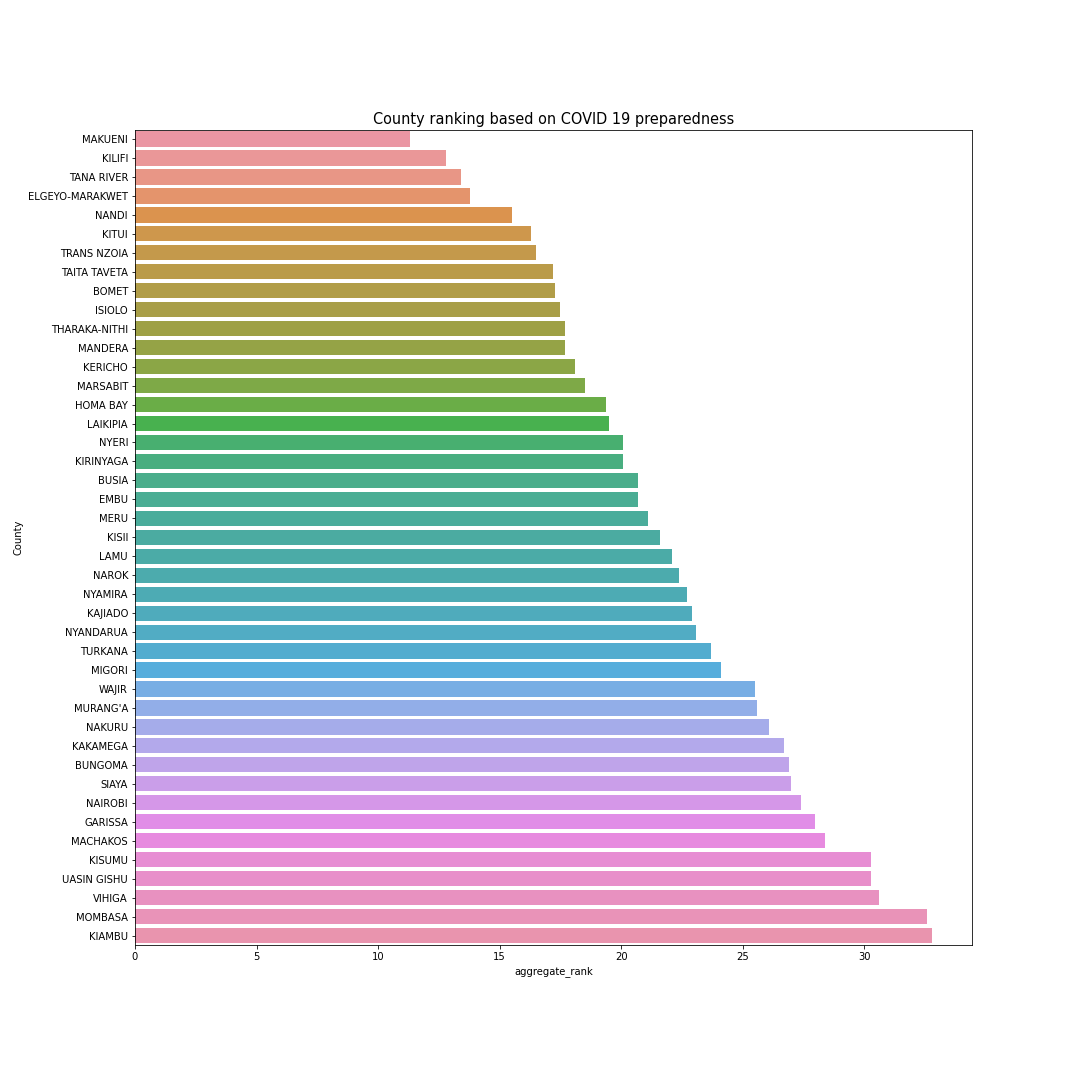 County ranking based on COVID 19 preparedness
MAKUENI
KILIFI
TANA RIVER
ELGEYO-MARAKWET
NANDI
KITUI
TRANS NZOIA
TAITA TAVETA
BOMET
ISIOLO
THARAKA-NITHI
MANDERA
KERICHO
MARSABIT
HOMA BAY
LAIKIPIA
NYERI
KIRINYAGA
BUSIA
EMBU
MERU
KISII
LAMU
NAROK
NYAMIRA
KAJIADO
NYANDARUA
TURKANA
MIGORI
WAJIR
MURANG'A
NAKURU
KAKAMEGA
BUNGOMA
SIAYA
NAIROBI
GARISSA
MACHAKOS
KISUMU
UASIN GISHU
VIHIGA
MOMBASA
KIAMBU
County
0 5 10 15 20 25 30
aggregate_rank